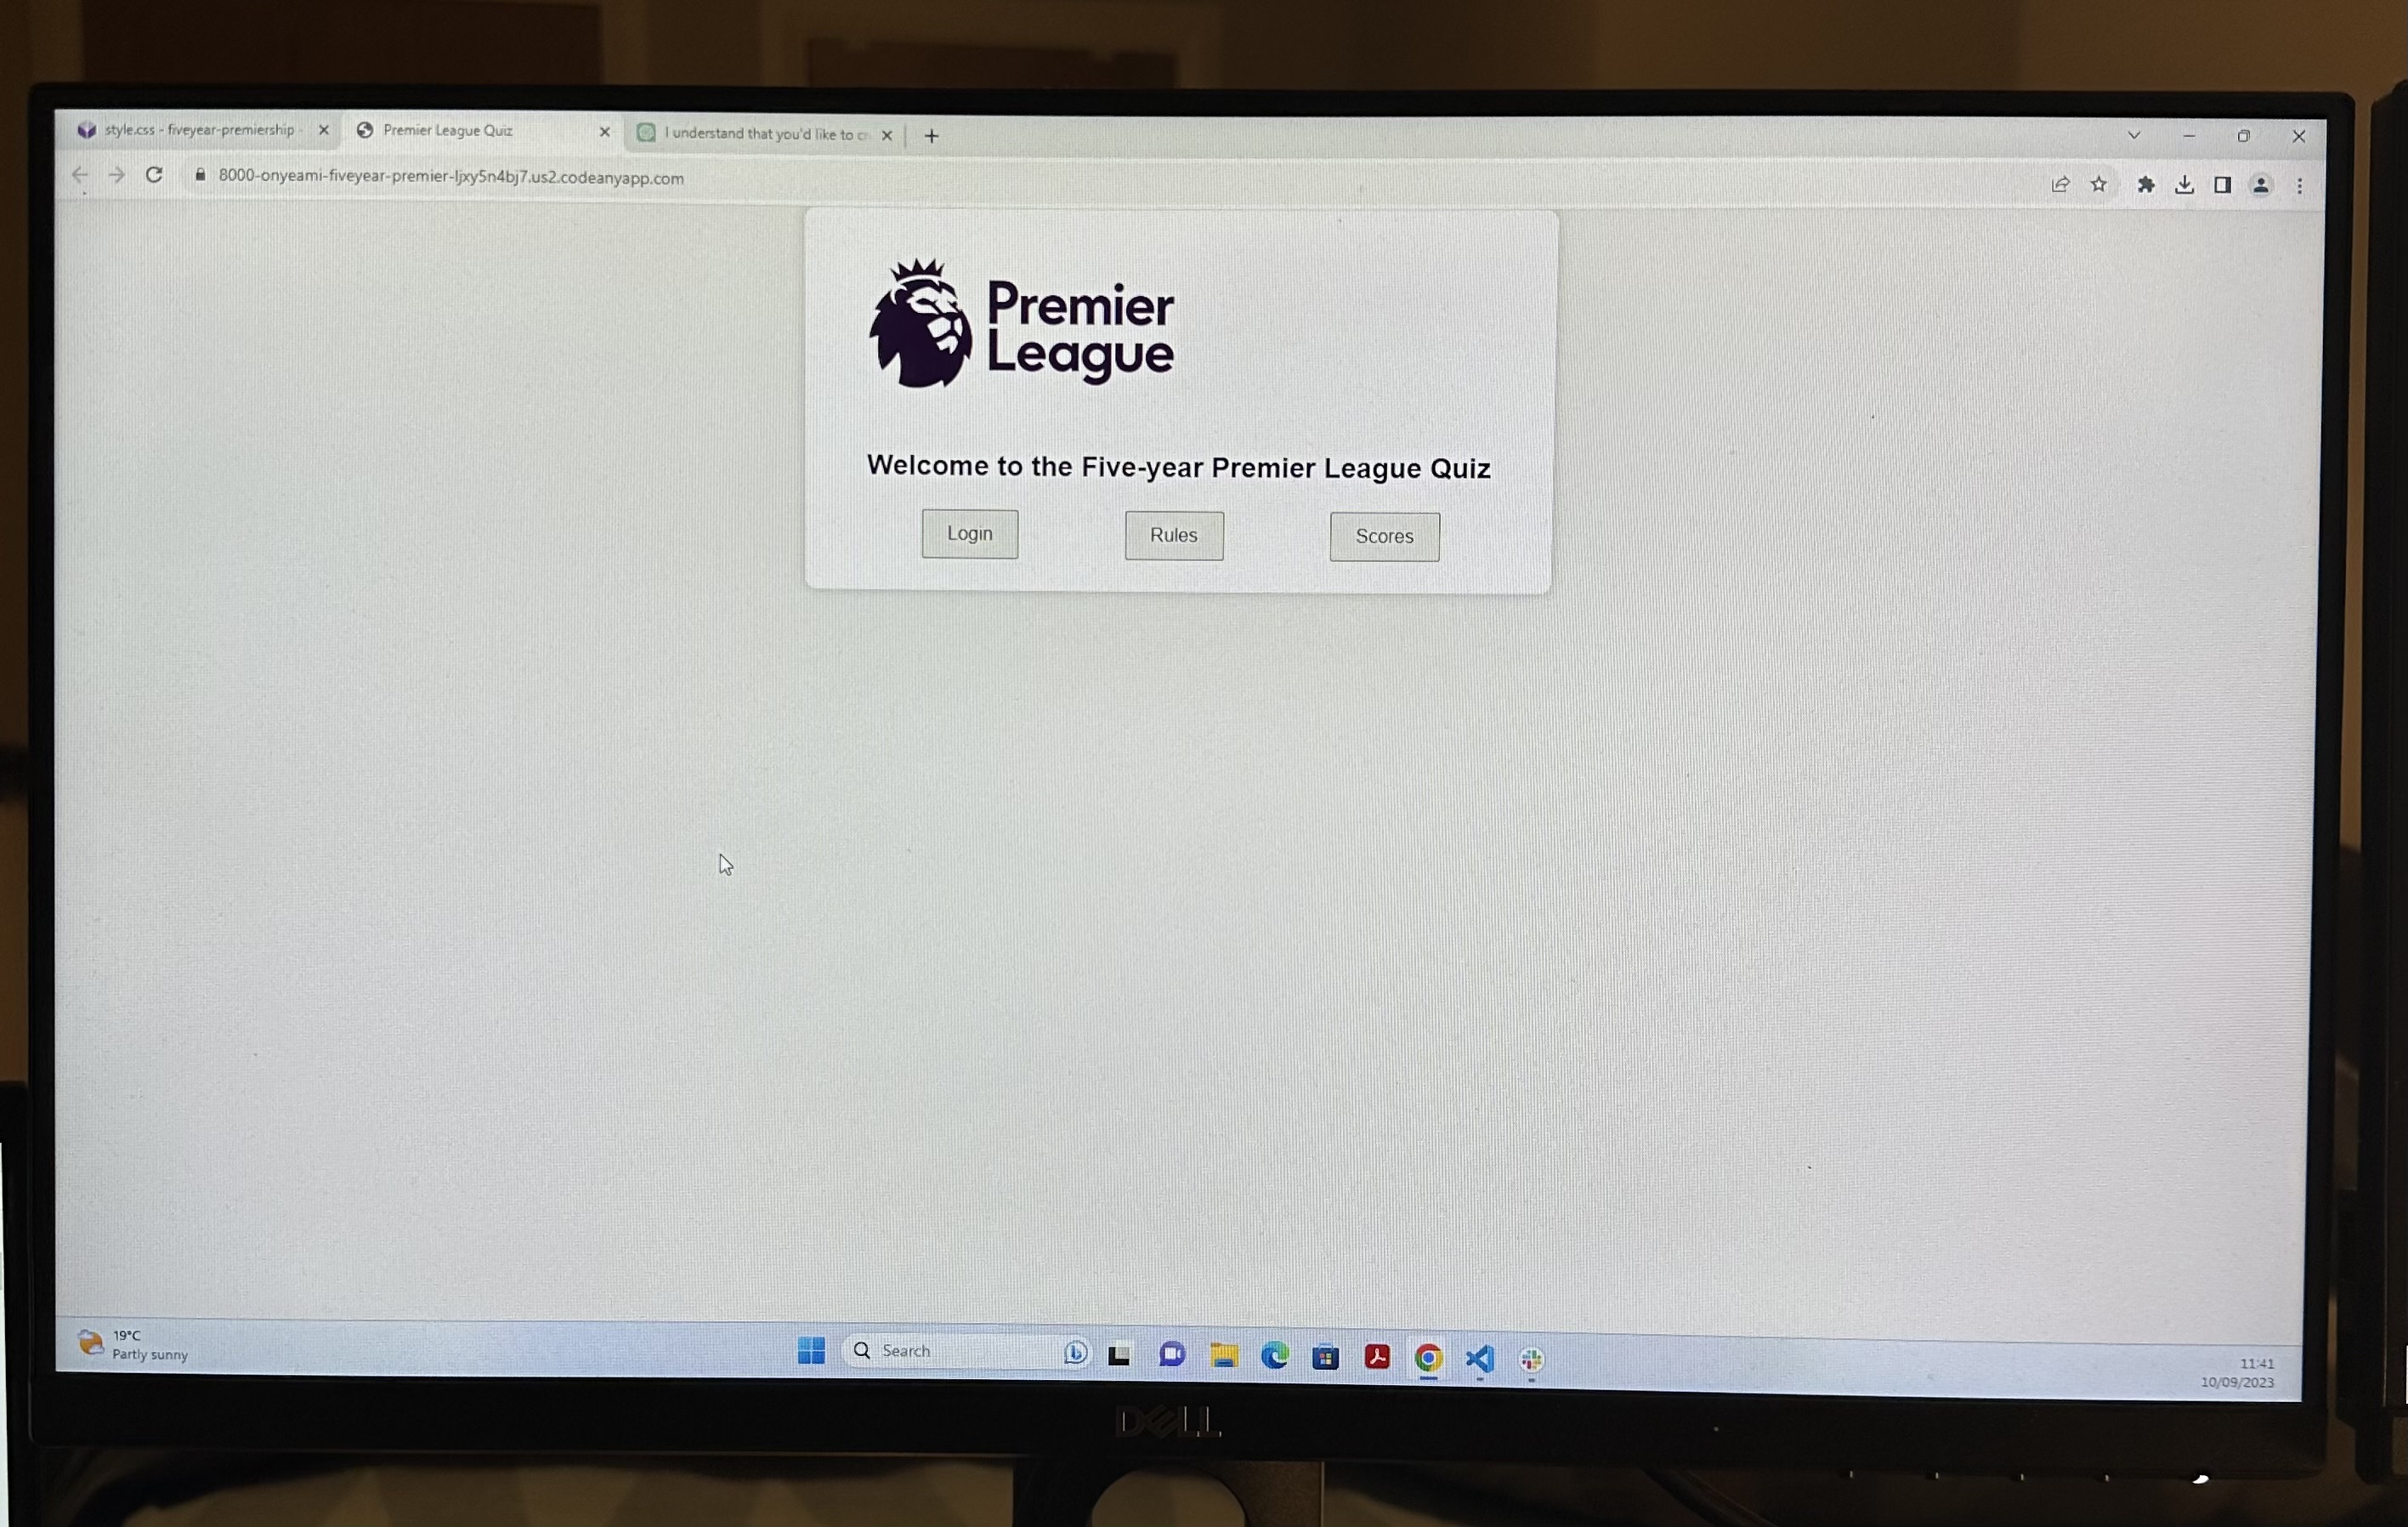 style.css - fiveyear-premiership -
Premier League Quiz
I understand that you'd like to cr
8000-onyeami-fiveyear-premier-ljxy5n4bj7.us2.codeanyapp.com
Premier
League
Welcome to the Five-year Premier League Quiz
Login
Rules
Scores
19°C
Partly sunny
Search
11:41
10/09/2023
DELL